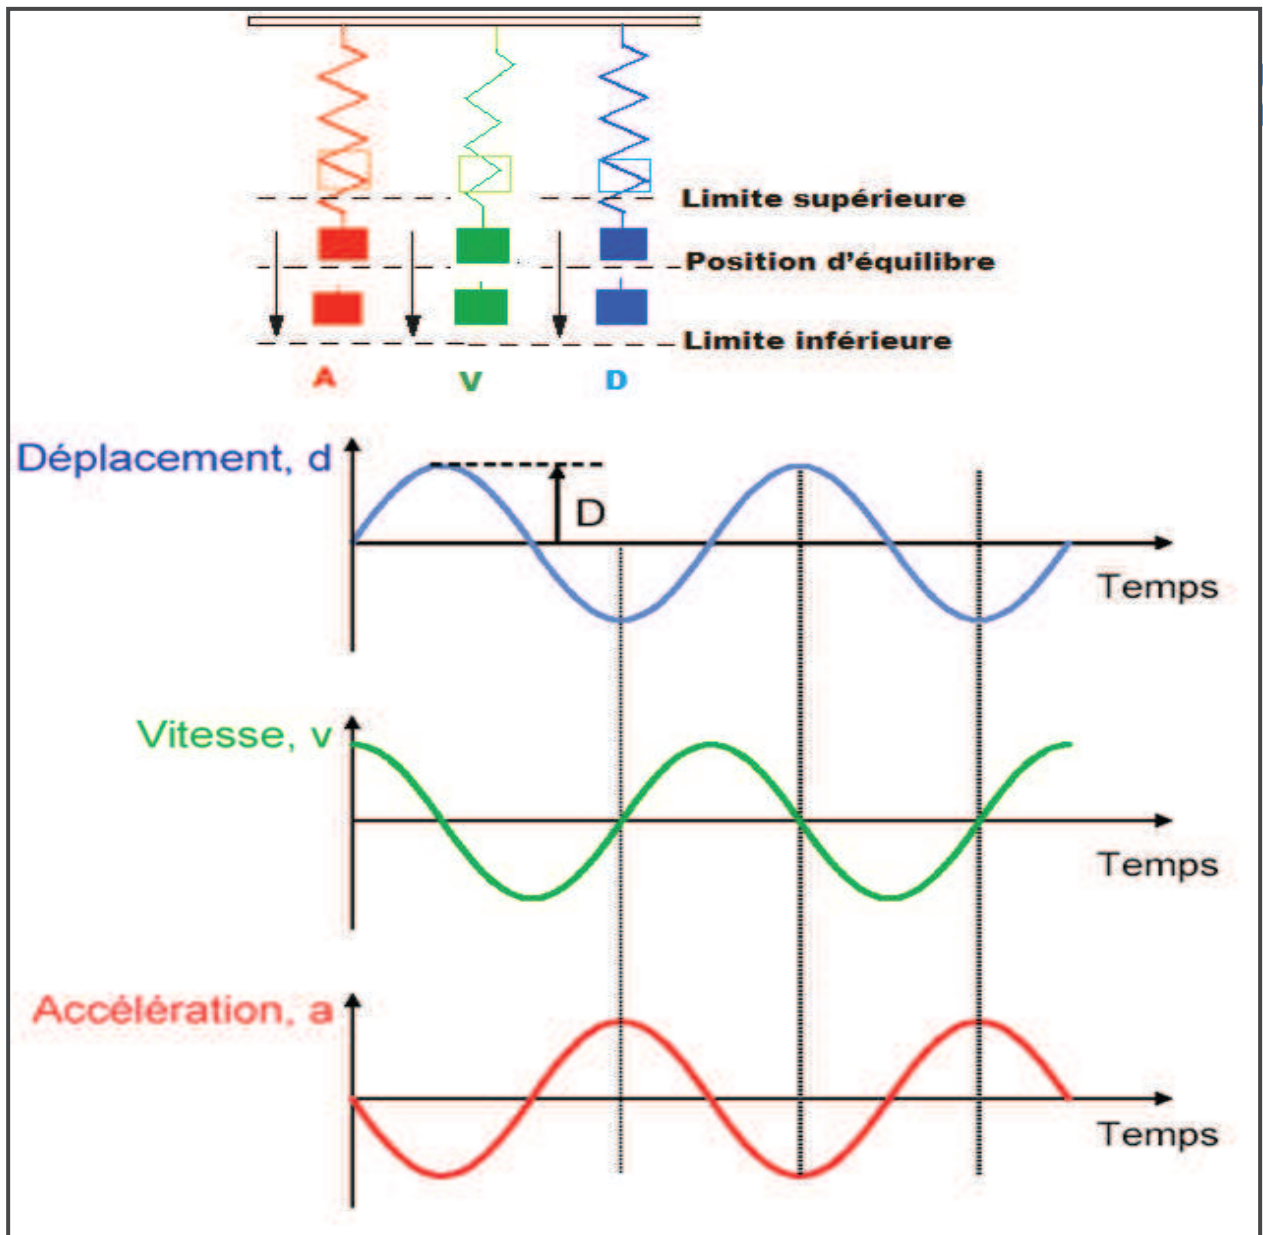 Limite supérieure
Position d'équilibre
Limite inférieure
A V D
Déplacement, d
D
Temps
Vitesse, v
Temps
Accélération, a
Temps